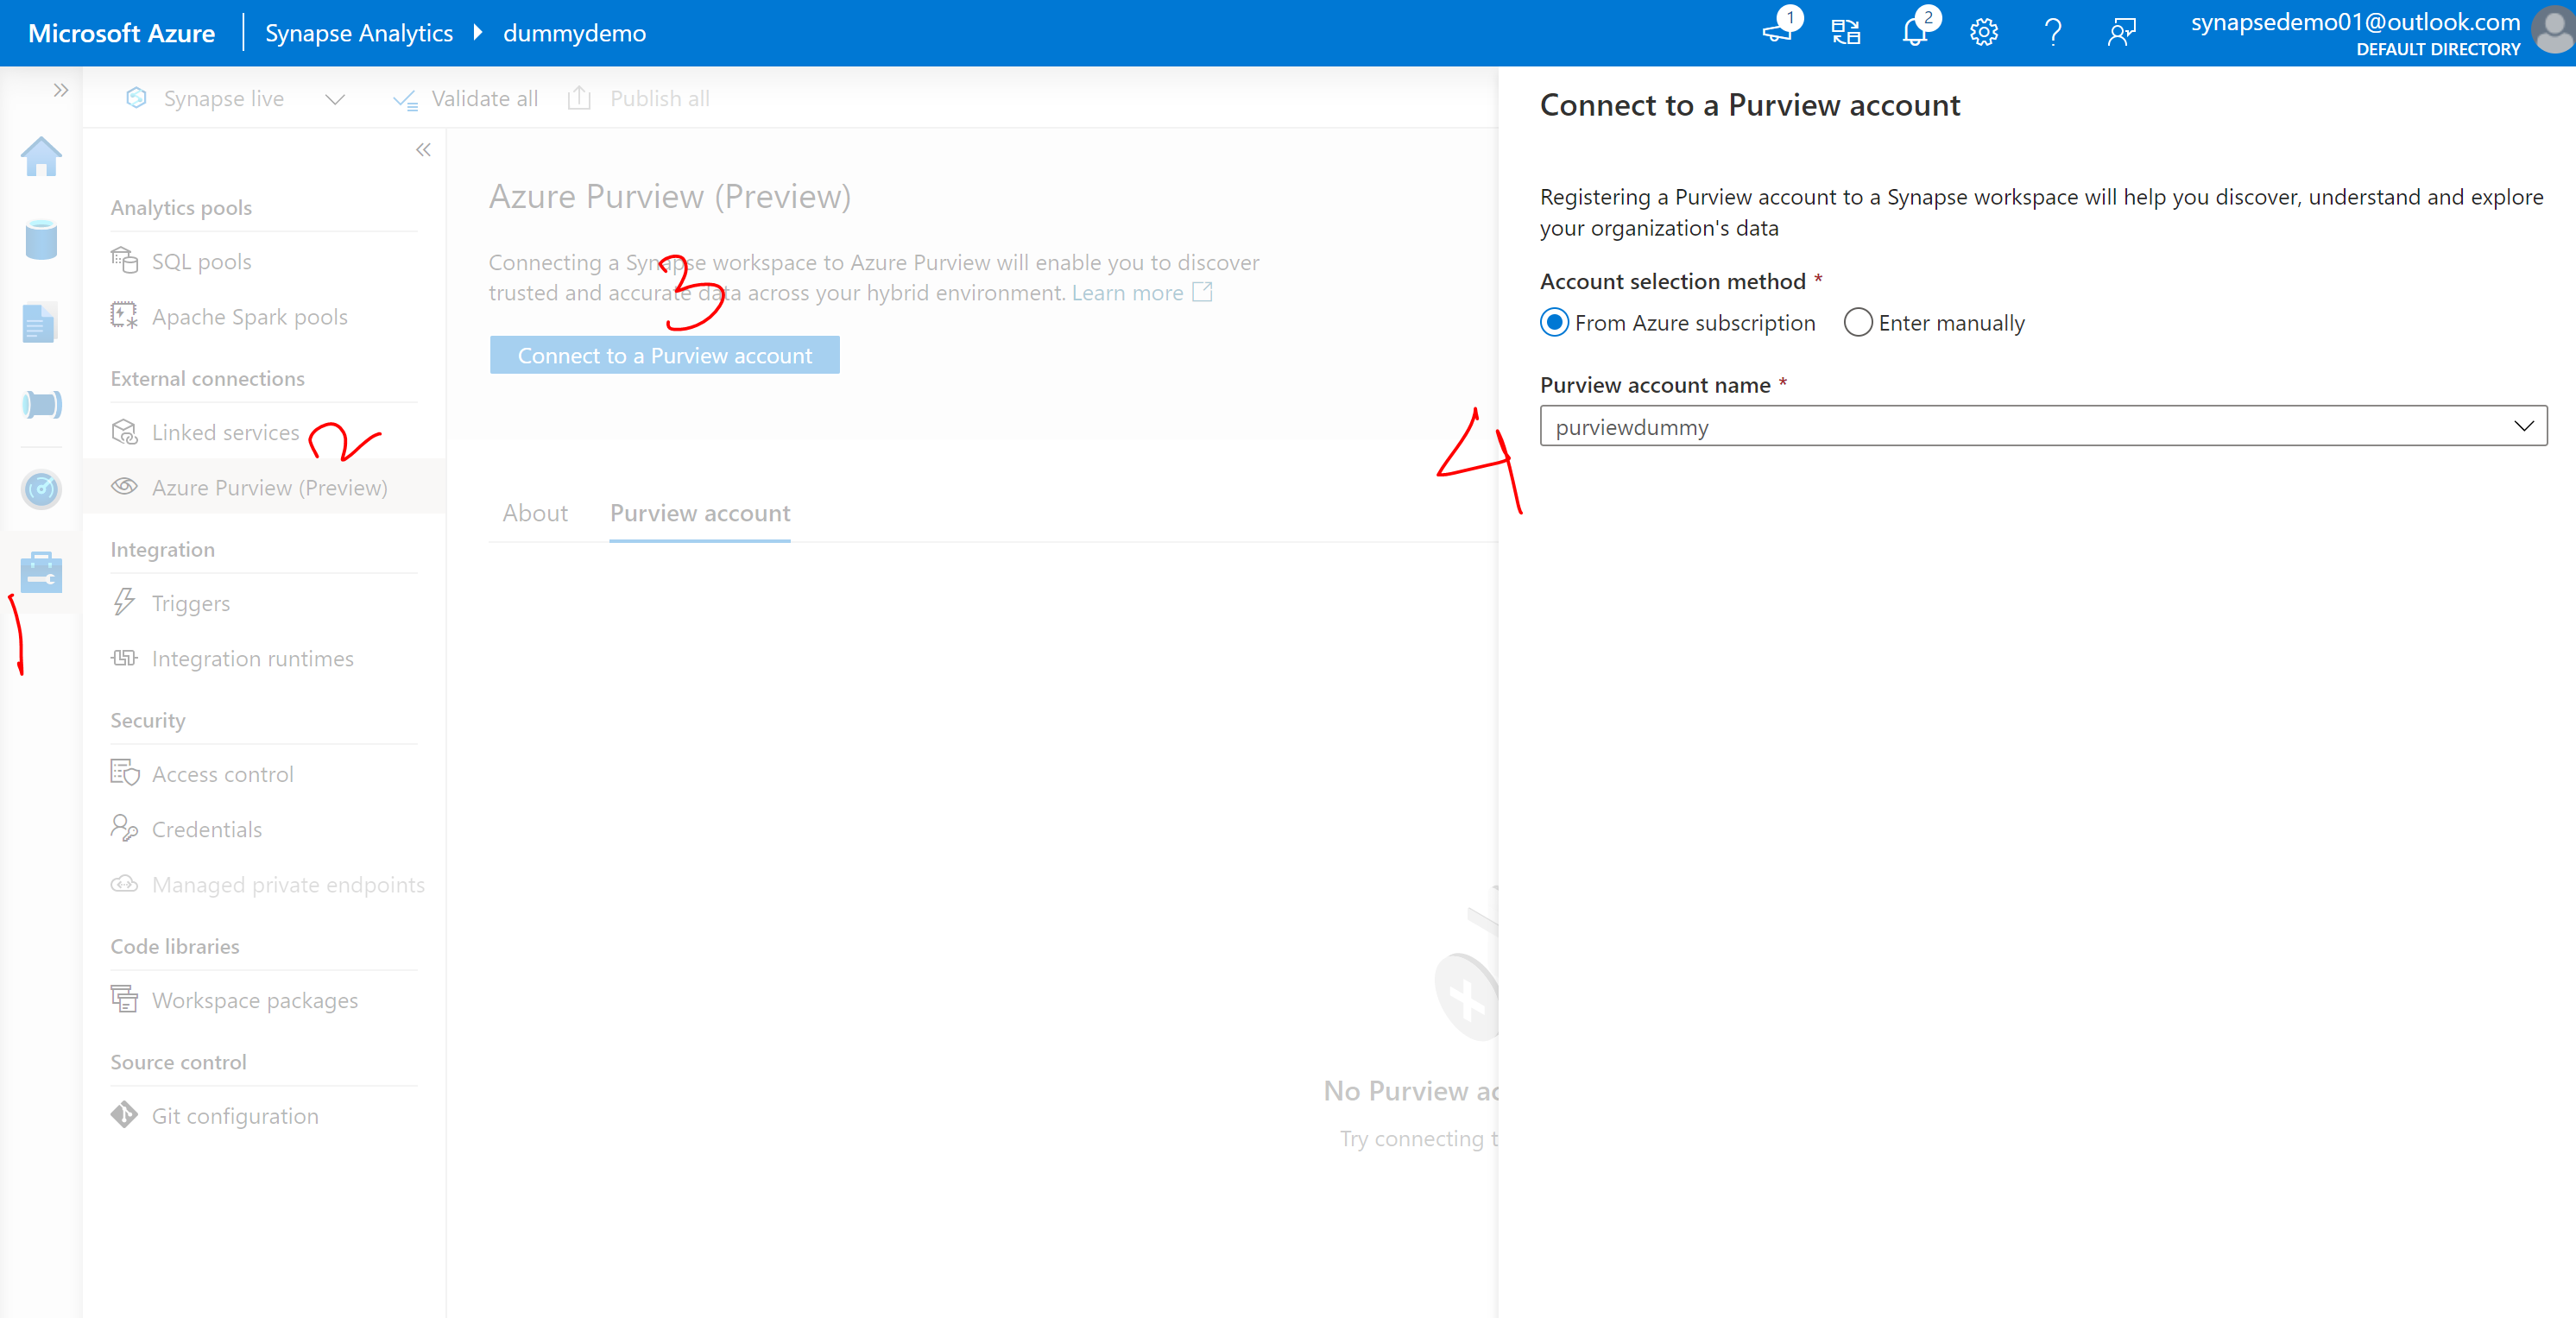 Microsoft Azure
Synapse Analytics
dummydemo
1
2
synapsedemo01@outlook.com
DEFAULT DIRECTORY
Synapse live
Validate all
Publish all
Analytics pools
SQL pools
Apache Spark pools
External connections
Linked services
2
Azure Purview (Preview)
Integration
1
Triggers
Integration runtimes
Security
Access control
Credentials
Managed private endpoints
Code libraries
Workspace packages
Source control
Git configuration
Azure Purview (Preview)
Connecting a Synapse workspace to Azure Purview will enable you to discover
trusted and accurate data across your hybrid environment. Learn more
3
Connect to a Purview account
About
Purview account
No Purview ac
Try connecting t
4
Connect to a Purview account
Registering a Purview account to a Synapse workspace will help you discover, understand and explore
your organization's data
Account selection method *
From Azure subscription
Enter manually
Purview account name *
purviewdummy